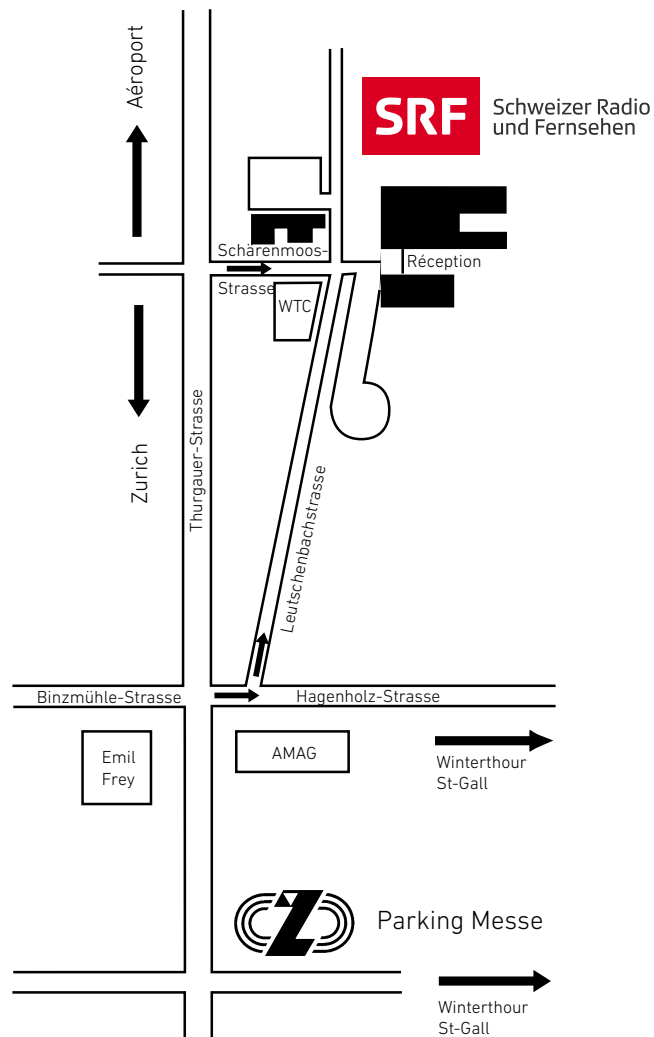 Aéroport
SRF
Schweizer Radio
und Fernsehen
Schärenmoos-
Strasse
Réception
WTC
Zurich
Thurgauer-Strasse
Leutschenbachstrasse
Binzmühle-Strasse
Hagenholz-Strasse
Emil
Frey
AMAG
Winterthour
St-Gall
Parking Messe
Winterthour
St-Gall